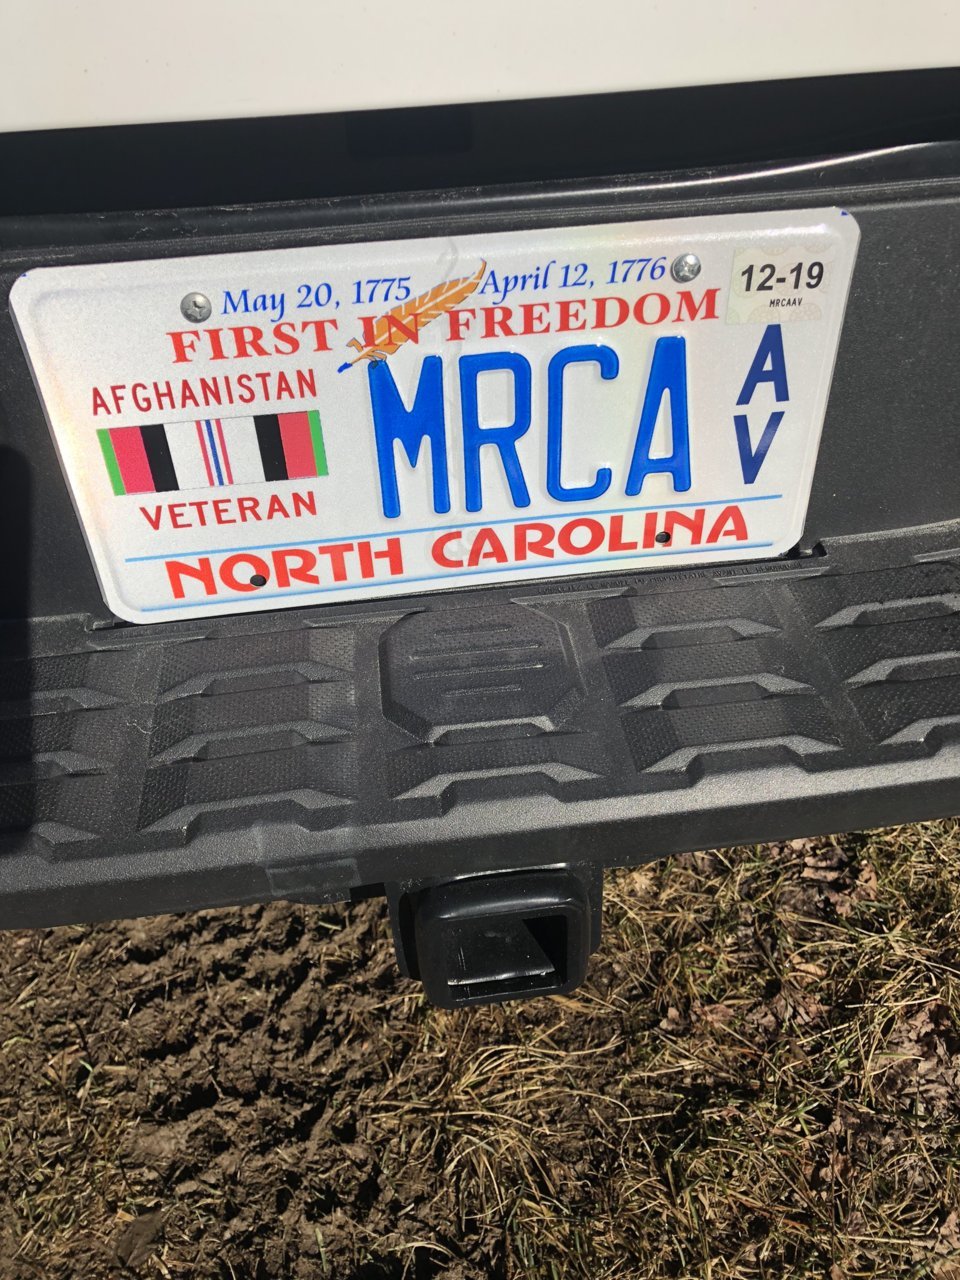 May 20, 1775 April 12, 1776
FIRST IN FREEDOM
12-19
MRCAAV
AFGHANISTAN
VETERAN
MRCA
AV
NORTH CAROLINA